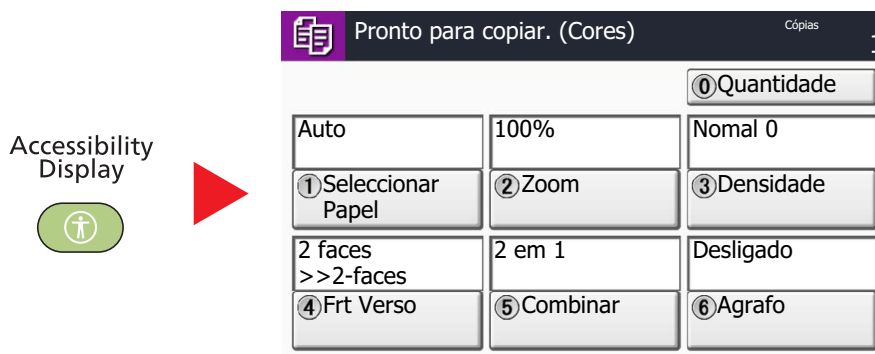 Accessibility
Display
Pronto para copiar. (Cores)
Cópias
0 Quantidade
Auto
100%
Nomal 0
1 Seleccionar
Papel
2 Zoom
3 Densidade
2 faces
>>2-faces
2 em 1
Desligado
4 Frt Verso
5 Combinar
6 Agrafo